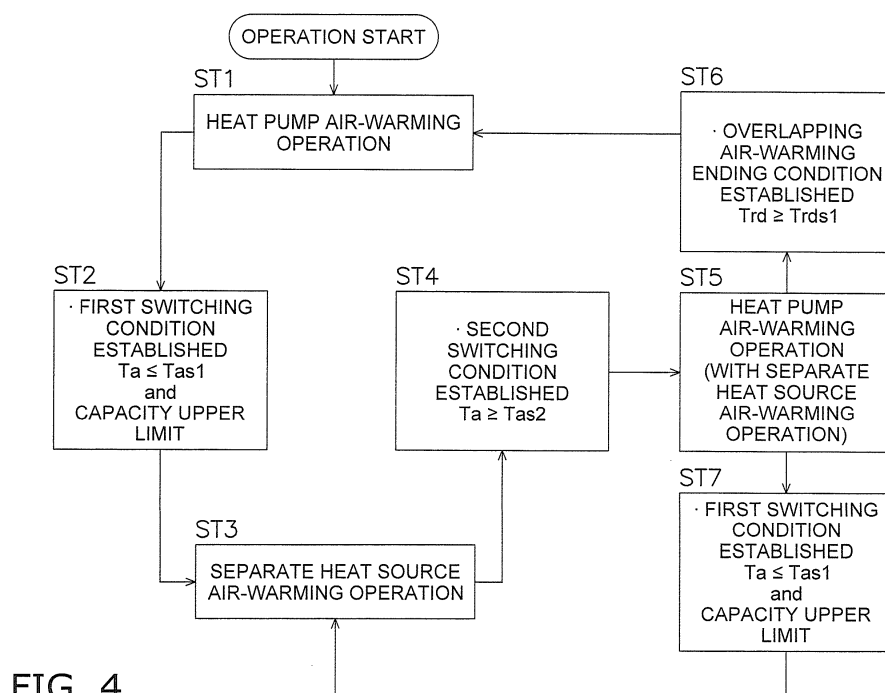 OPERATION START
ST1
HEAT PUMP AIR-WARMING
OPERATION
ST6
· OVERLAPPING
AIR-WARMING
ENDING CONDITION
ESTABLISHED
Trd ≥ Trds1
ST2
· FIRST SWITCHING
CONDITION
ESTABLISHED
Ta ≤ Tas1
and
CAPACITY UPPER
LIMIT
ST4
· SECOND
SWITCHING
CONDITION
ESTABLISHED
Ta ≥ Tas2
ST5
HEAT PUMP
AIR-WARMING
OPERATION
(WITH SEPARATE
HEAT SOURCE
AIR-WARMING
OPERATION)
ST3
SEPARATE HEAT SOURCE
AIR-WARMING OPERATION
ST7
· FIRST SWITCHING
CONDITION
ESTABLISHED
Ta ≤ Tas1
and
CAPACITY UPPER
LIMIT
FIG. 4